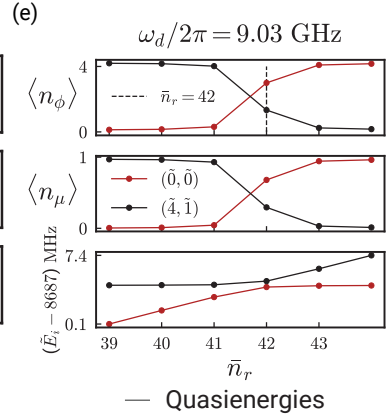 (e)
ω_d/2π = 9.03 GHz
4
⟨n_ϕ⟩
n̄_r = 42
0
1
⟨n_μ⟩
(0̃, 0̃)
(4̃, 1̃)
0
7.4
(Ẽ_i − 8687) MHz
0.1
39 40 41 42 43
n̄_r
— Quasienergies